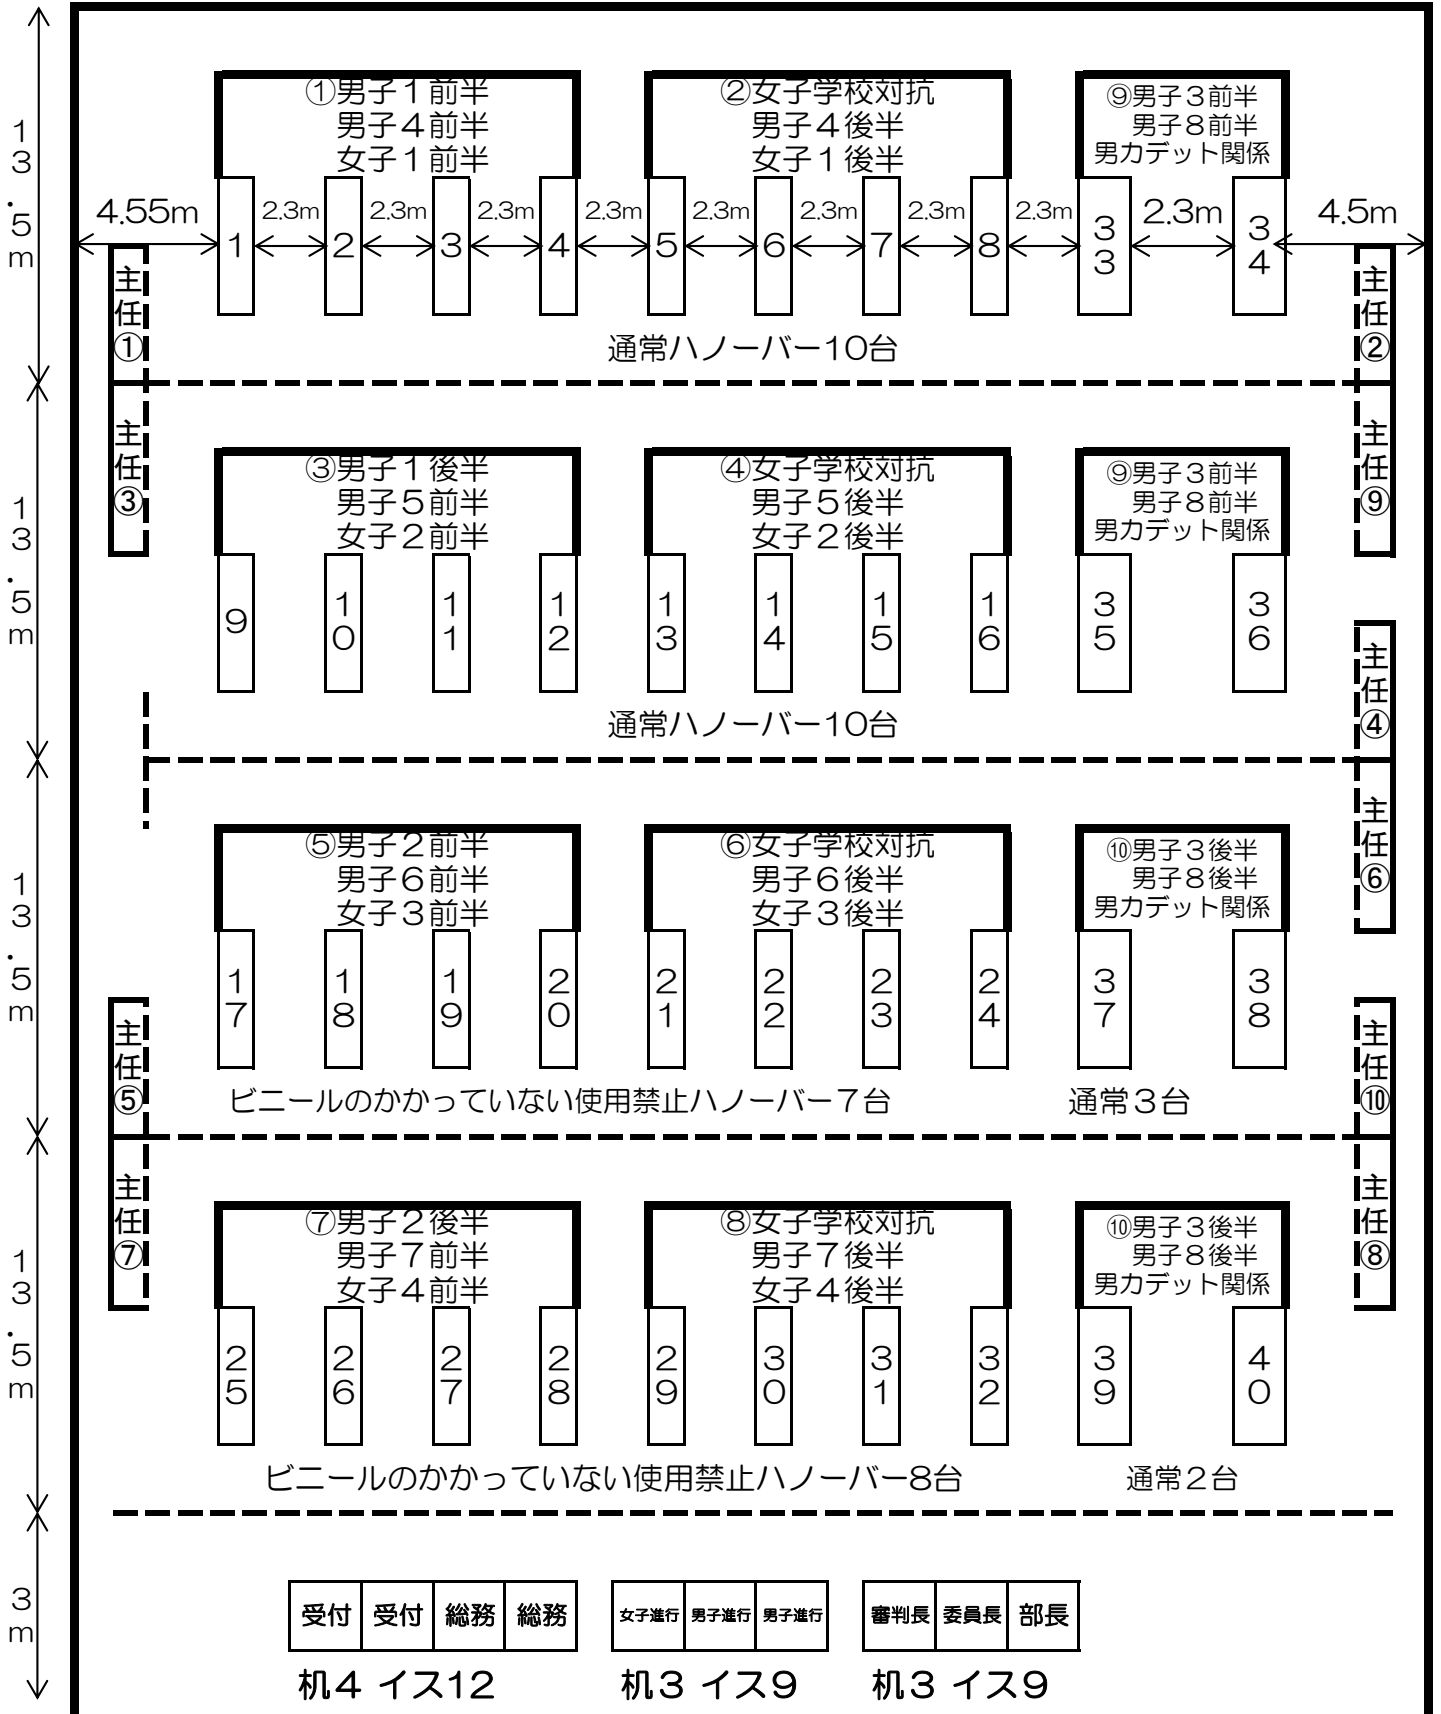 13.5m
①男子1前半
男子4前半
女子1前半
②女子学校対抗
男子4後半
女子1後半
⑨男子3前半
男子8前半
男カデット関係
4.55m
2.3m
2.3m
2.3m
2.3m
2.3m
2.3m
2.3m
2.3m
2.3m
4.5m
1
2
3
4
5
6
7
8
33
34
主任①
主任②
通常ハノーバー10台
13.5m
主任③
主任⑨
③男子1後半
男子5前半
女子2前半
④女子学校対抗
男子5後半
女子2後半
⑨男子3前半
男子8前半
男カデット関係
9
10
11
12
13
14
15
16
35
36
主任④
通常ハノーバー10台
13.5m
主任⑥
⑤男子2前半
男子6前半
女子3前半
⑥女子学校対抗
男子6後半
女子3後半
⑩男子3後半
男子8後半
男カデット関係
17
18
19
20
21
22
23
24
37
38
主任⑤
主任⑩
ビニールのかかっていない使用禁止ハノーバー7台
通常3台
13.5m
主任⑦
主任⑧
⑦男子2後半
男子7前半
女子4前半
⑧女子学校対抗
男子7後半
女子4後半
⑩男子3後半
男子8後半
男カデット関係
25
26
27
28
29
30
31
32
39
40
ビニールのかかっていない使用禁止ハノーバー8台
通常2台
3m
受付 受付 総務 総務
女子進行 男子進行 男子進行
審判長 委員長 部長
机4 イス12
机3 イス9
机3 イス9